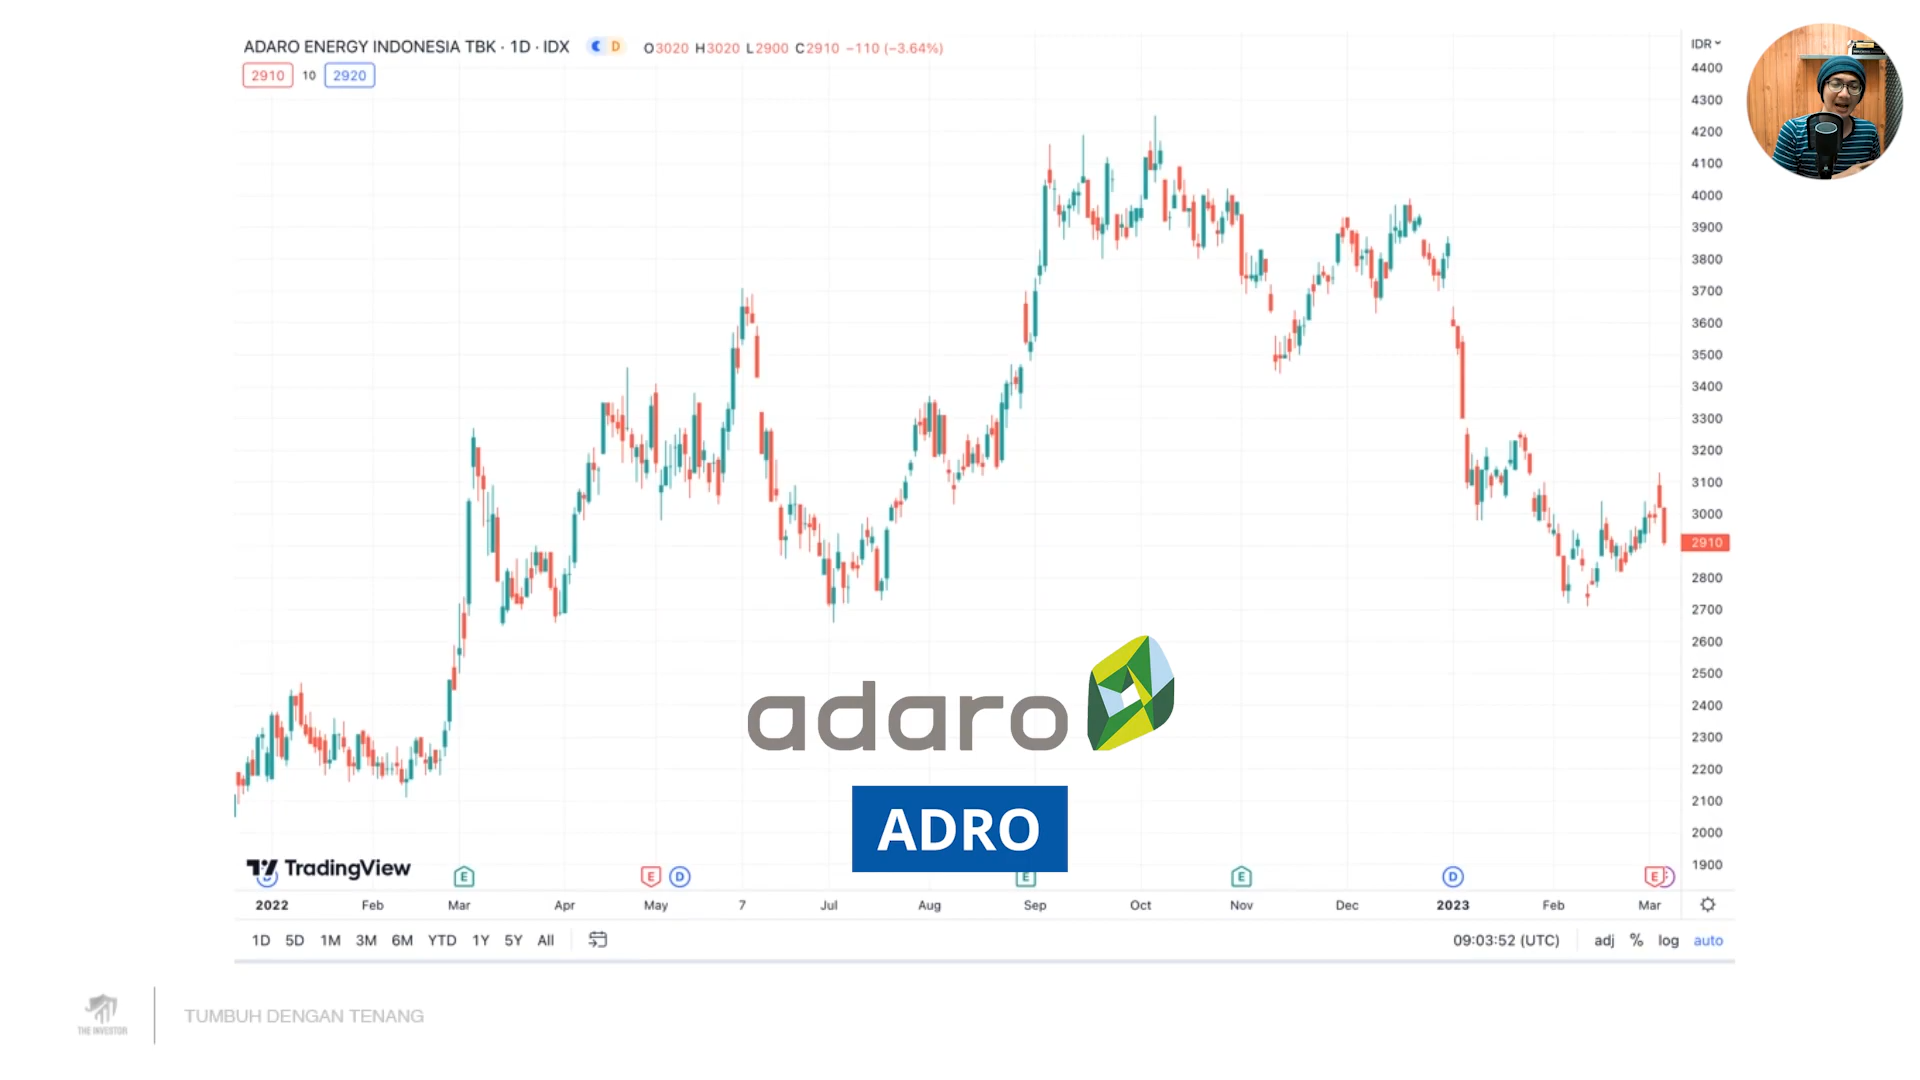 ADARO ENERGY INDONESIA TBK · 1D · IDX D O3020 H3020 L2900 C2910 −110 (−3.64%)
IDR
2910 10 2920
4400
4300
4200
4100
4000
3900
3800
3700
3600
3500
3400
3300
3200
3100
3000
2910
2800
2700
2600
2500
2400
2300
2200
2100
2000
1900
adaro
ADRO
TradingView
D E E D E E D E
2022 Feb Mar Apr May 7 Jul Aug Sep Oct Nov Dec 2023 Feb Mar
1D 5D 1M 3M 6M YTD 1Y 5Y All 09:03:52 (UTC) adj % log auto
THE INVESTOR
TUMBUH DENGAN TENANG